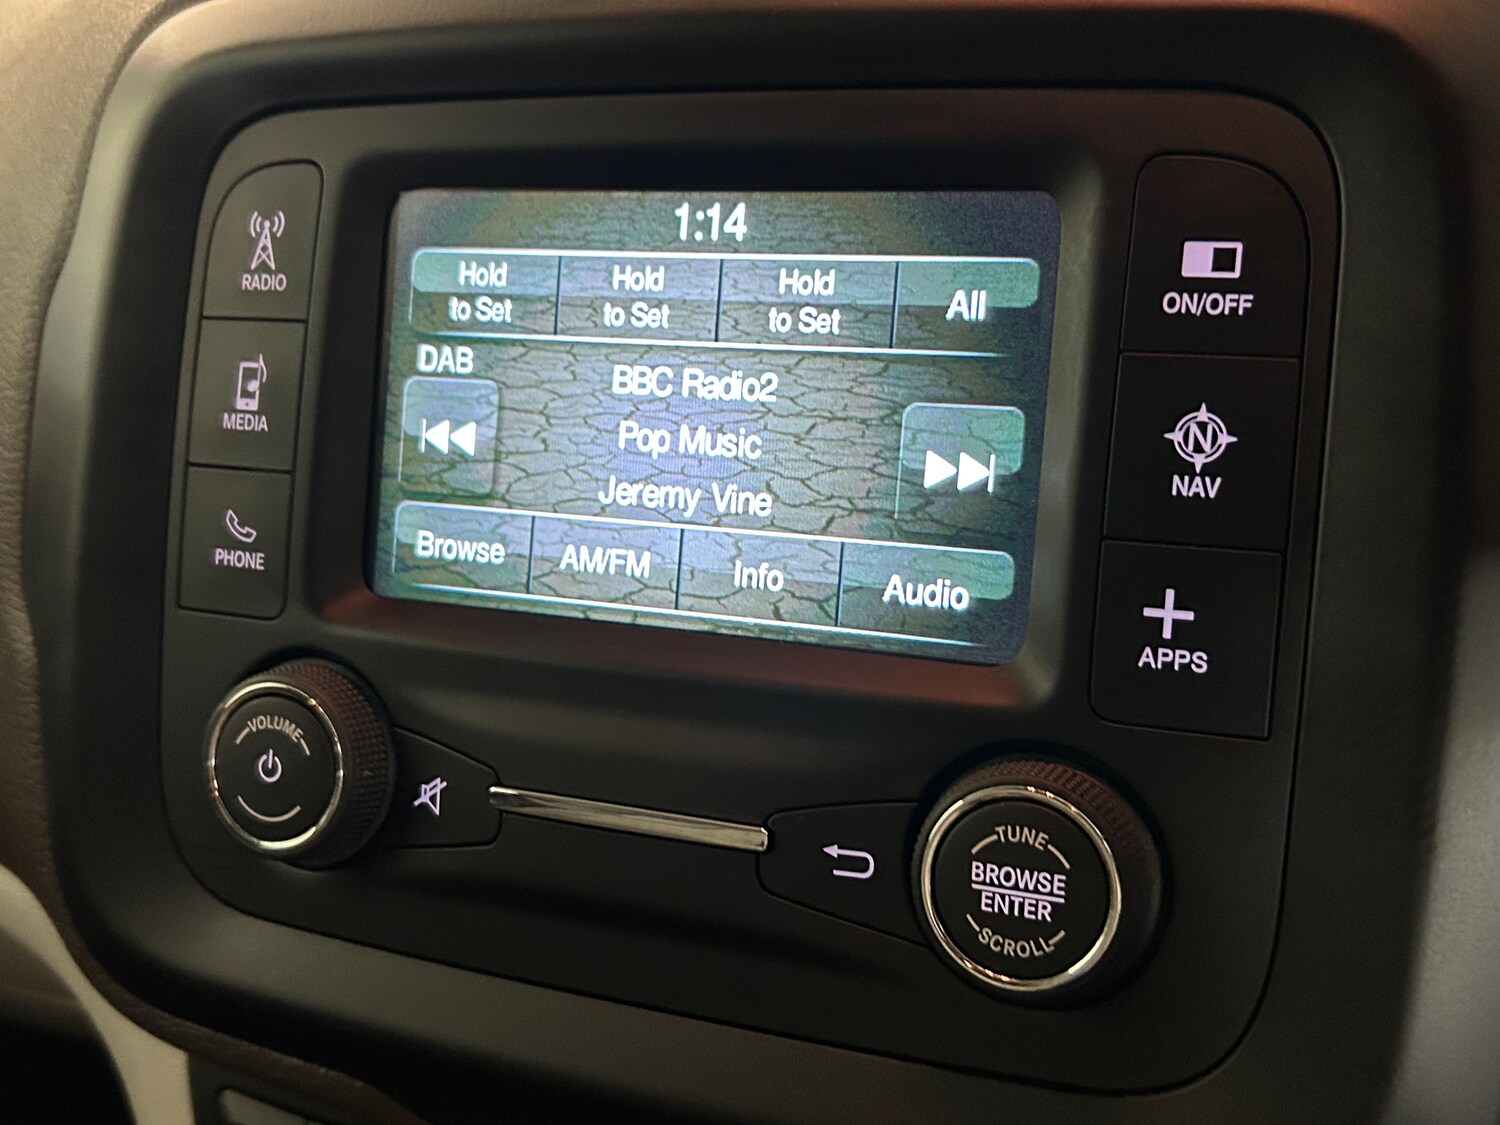 1:14
Hold
to Set
Hold
to Set
Hold
to Set
All
DAB
BBC Radio2
Pop Music
Jeremy Vine
Browse
AM/FM
Info
Audio
RADIO
MEDIA
PHONE
ON/OFF
N
NAV
APPS
VOLUME
TUNE
BROWSE
ENTER
SCROLL